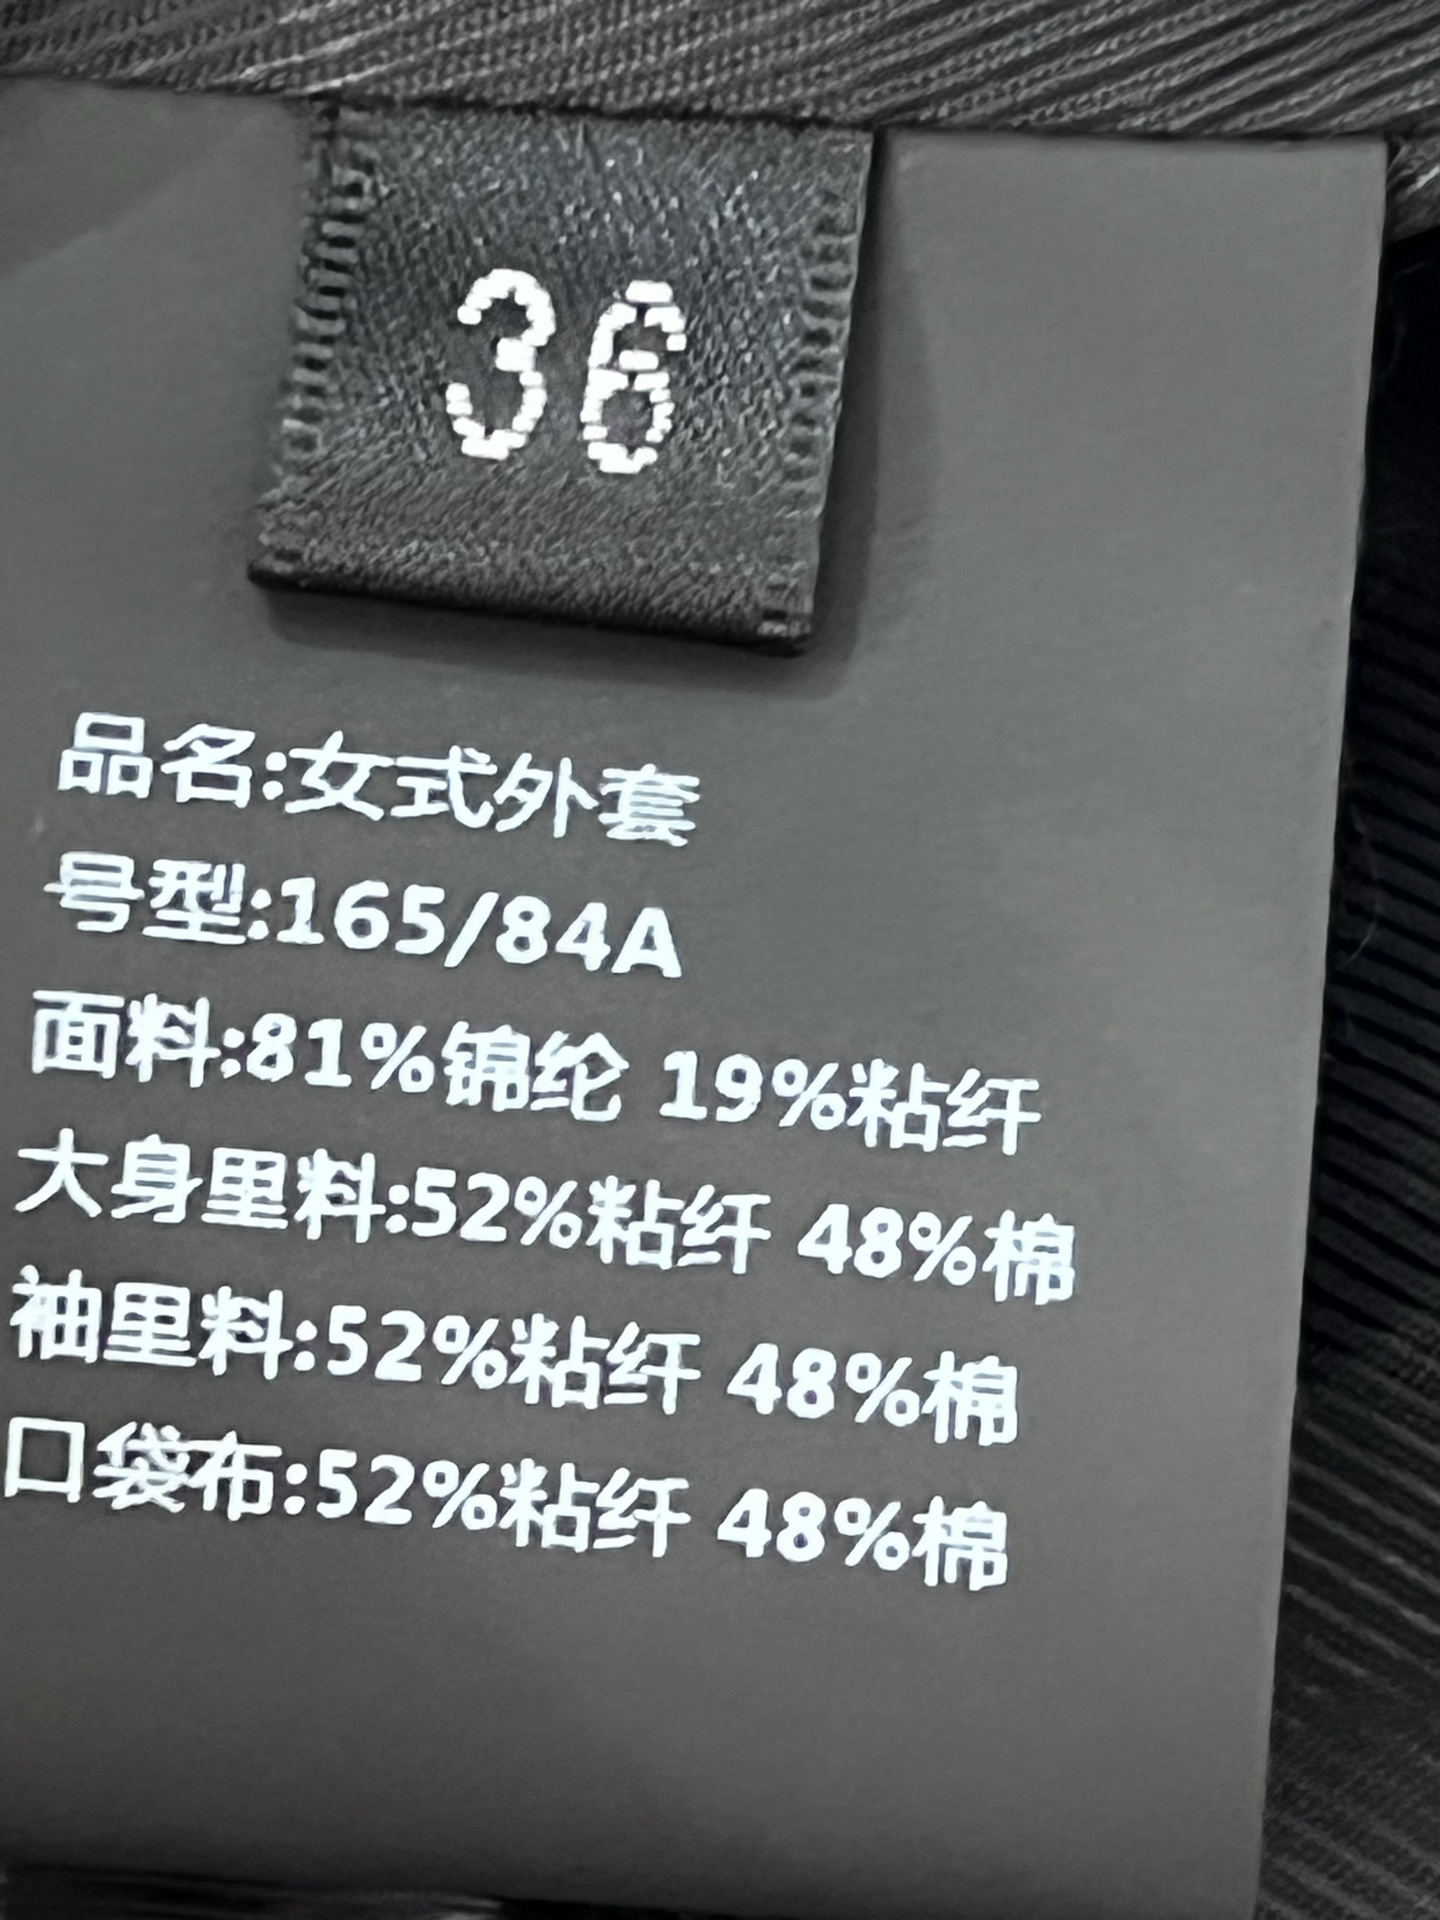 36
品名:女式外套
号型:165/84A
面料:81%锦纶 19%粘纤
大身里料:52%粘纤 48%棉
袖里料:52%粘纤 48%棉
口袋布:52%粘纤 48%棉